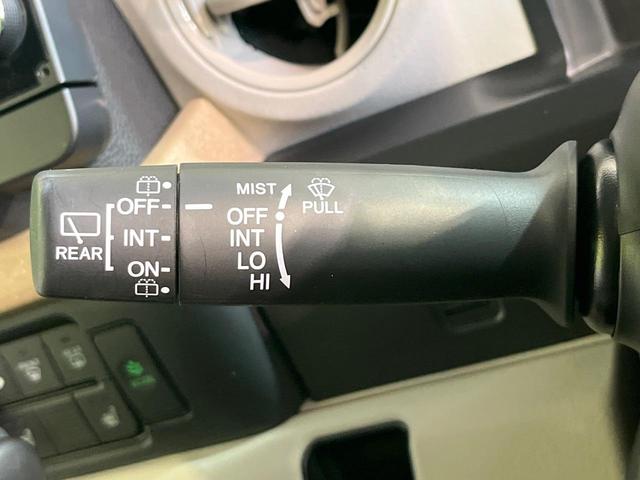 OFF
REAR
INT
ON
MIST
OFF
INT
LO
HI
PULL